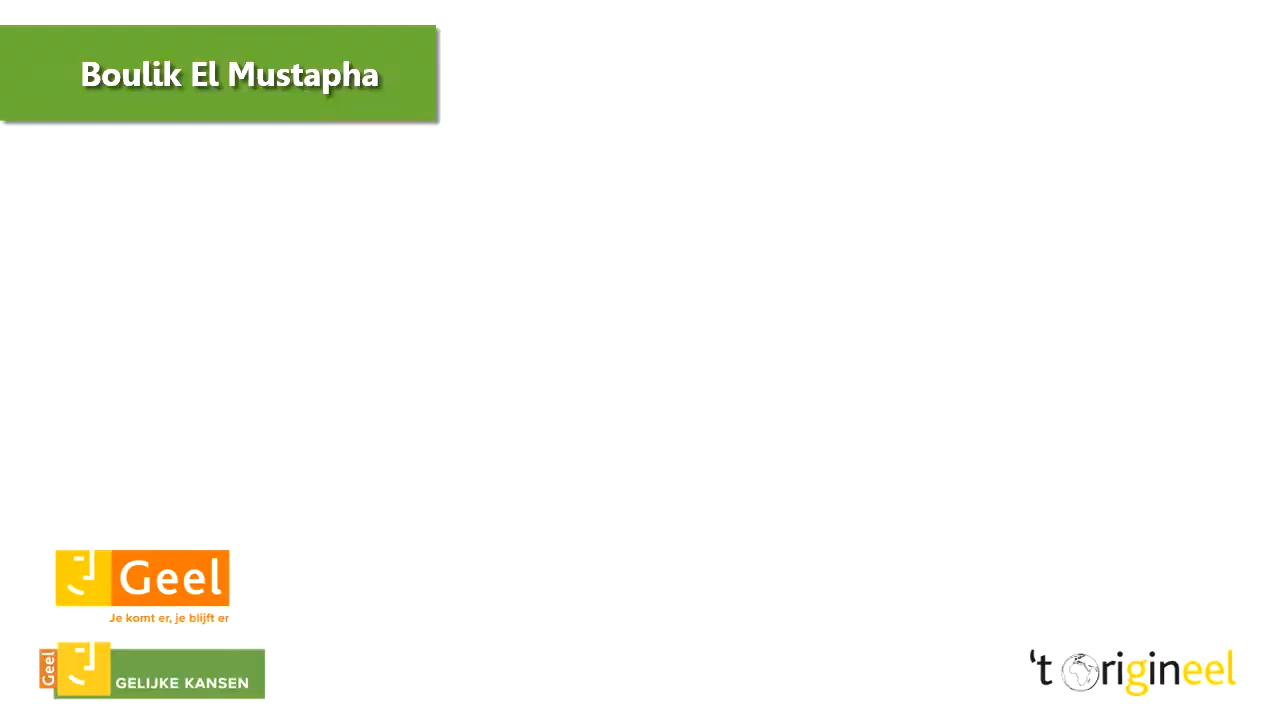 Boulik El Mustapha
Geel
Je komt er, je blijft er
Geel
GELIJKE KANSEN
't Origineel